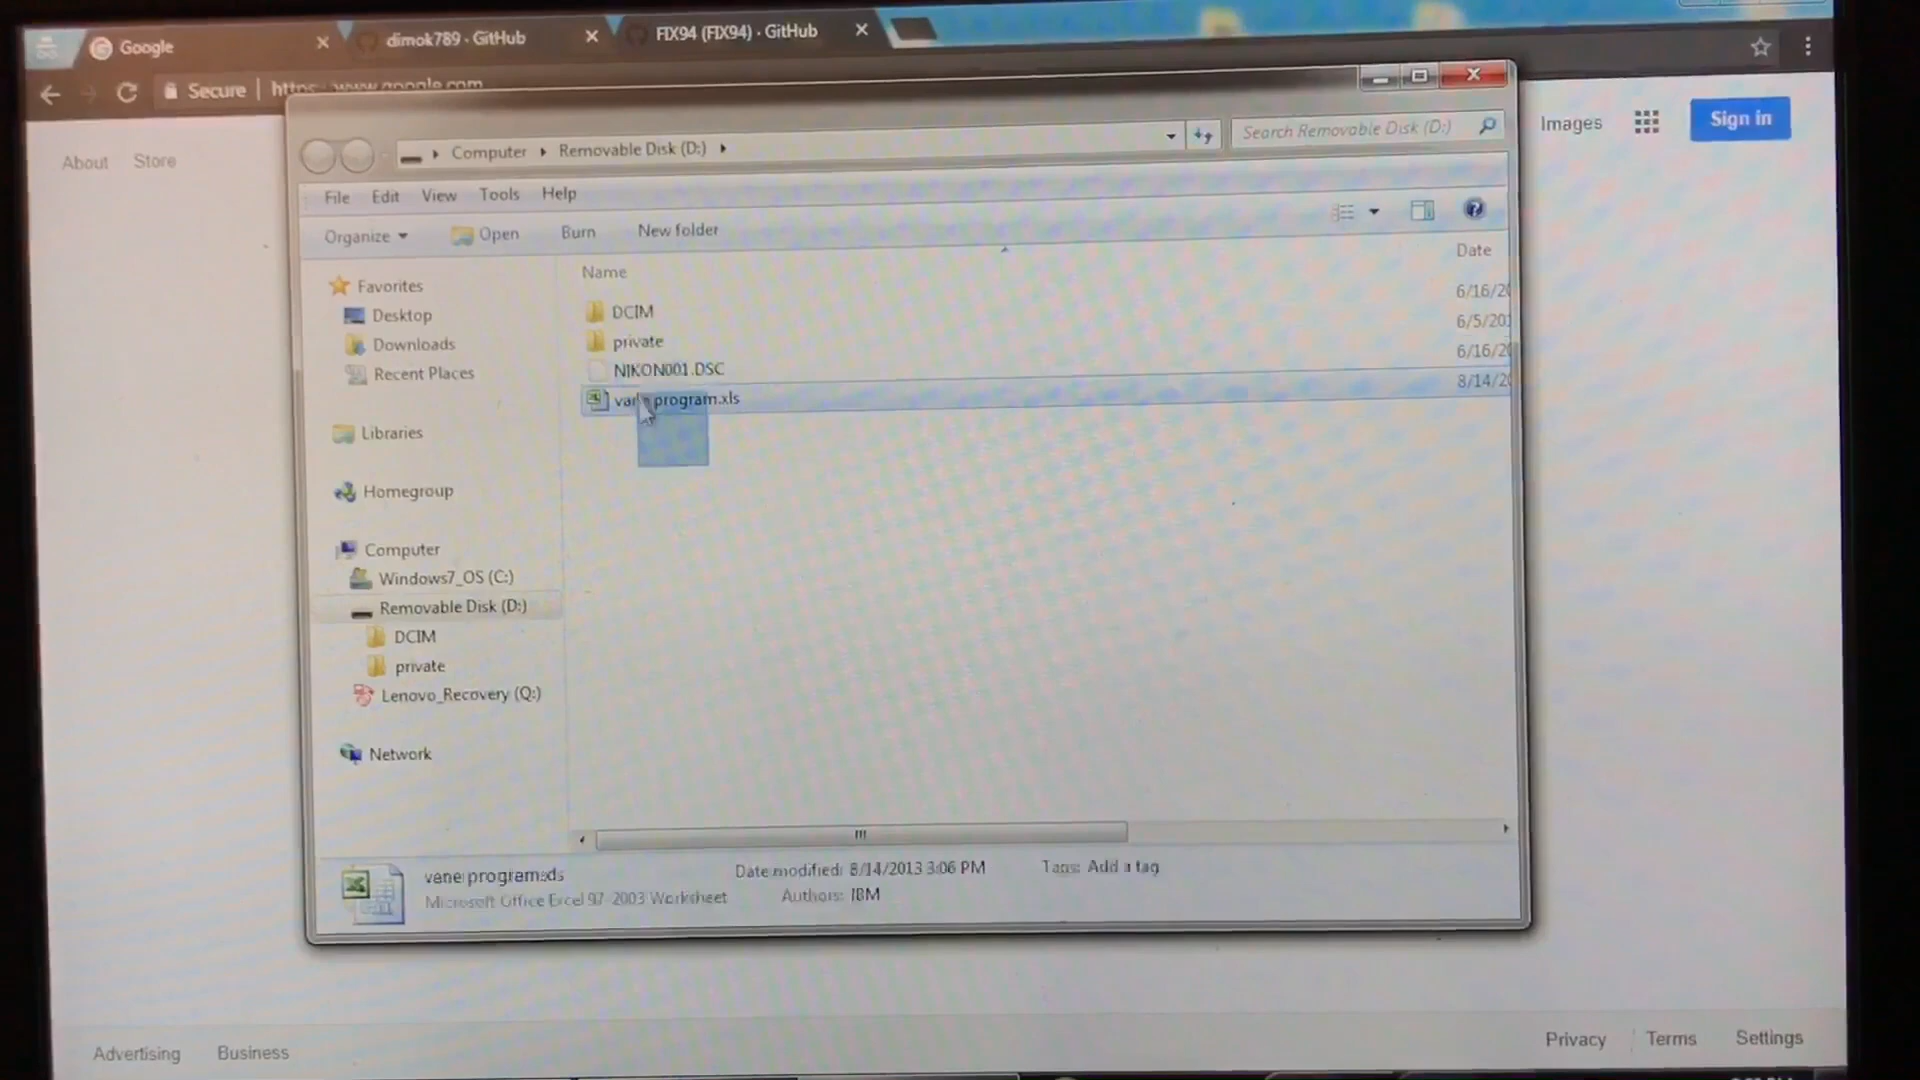 Google
dimok789 · GitHub
FIX94 (FIX94) · GitHub
Secure
https://www.google.com
About
Store
Images
Sign in
Computer
Removable Disk (D:)
Search Removable Disk (D:)
File Edit View Tools Help
Organize Open Burn New folder
Name
Date
DCIM
6/16/20
private
6/5/201
NIKON001.DSC
6/16/20
program.xls
8/14/20
Favorites
Desktop
Downloads
Recent Places
Libraries
Homegroup
Computer
Windows7_OS (C:)
Removable Disk (D:)
DCIM
private
Lenovo_Recovery (Q:)
Network
vane program.xls
Date modified: 8/14/2013 3:06 PM
Tags: Add a tag
Microsoft Office Excel 97-2003 Worksheet
Authors: IBM
Advertising
Business
Privacy
Terms
Settings